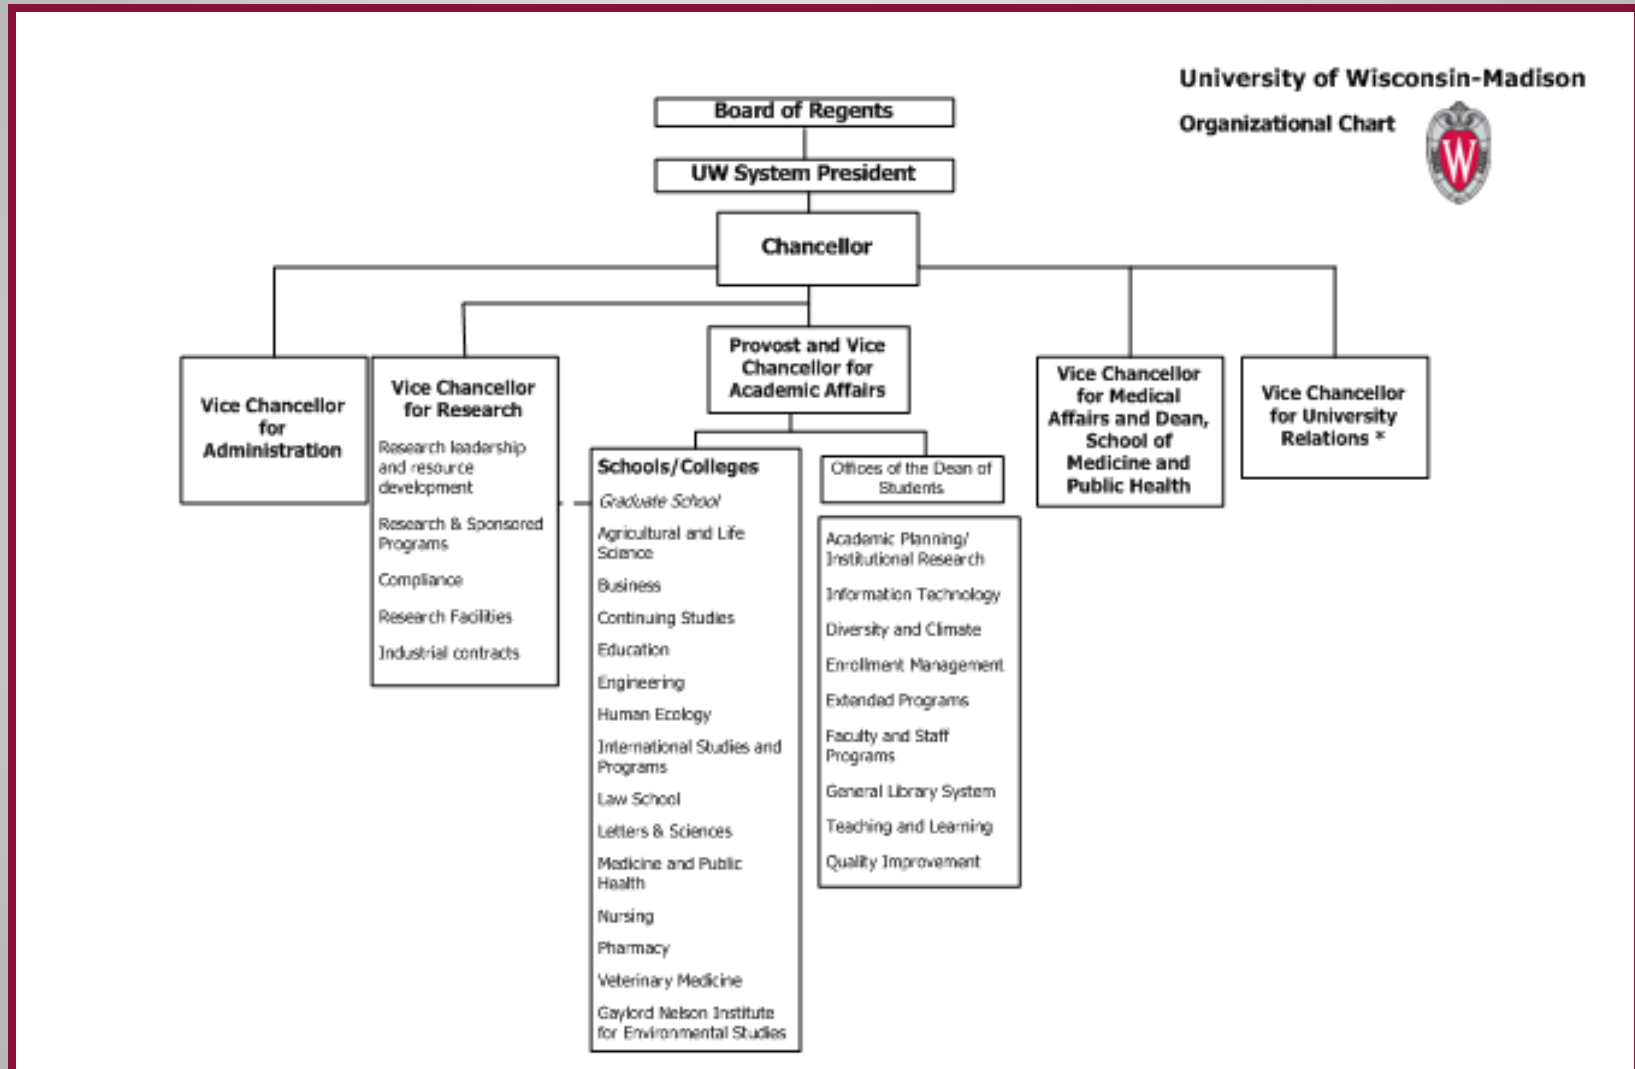 University of Wisconsin-Madison
Organizational Chart
W
Board of Regents
UW System President
Chancellor
Vice Chancellor
for
Administration
Vice Chancellor
for Research
Research leadership
and resource
development
Research & Sponsored
Programs
Compliance
Research Facilities
Industrial contracts
Provost and Vice
Chancellor for
Academic Affairs
Schools/Colleges
Graduate School
Agricultural and Life
Science
Business
Continuing Studies
Education
Engineering
Human Ecology
International Studies and
Programs
Law School
Letters & Sciences
Medicine and Public
Health
Nursing
Pharmacy
Veterinary Medicine
Gaylord Nelson Institute
for Environmental Studies
Offices of the Dean of
Students
Academic Planning/
Institutional Research
Information Technology
Diversity and Climate
Enrollment Management
Extended Programs
Faculty and Staff
Programs
General Library System
Teaching and Learning
Quality Improvement
Vice Chancellor
for Medical
Affairs and Dean,
School of
Medicine and
Public Health
Vice Chancellor
for University
Relations *